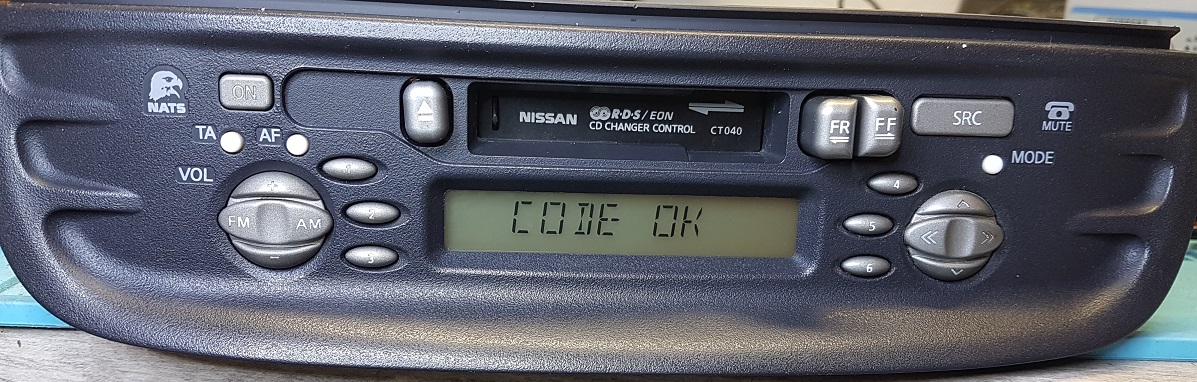 NATS
ON
TA
AF
VOL
+
FM
AM
-
1
2
3
NISSAN
R·D·S/EON
CD CHANGER CONTROL
CT040
CODE OK
FR
FF
SRC
MUTE
MODE
4
5
6